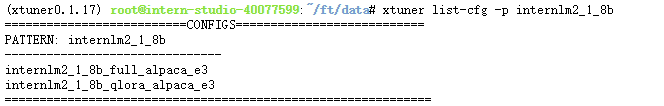 (xtuner0.1.17) root@intern-studio-40077599:~/ft/data# xtuner list-cfg -p internlm2_1_8b
==========================CONFIGS===========================
PATTERN: internlm2_1_8b
-------------------------------
internlm2_1_8b_full_alpaca_e3
internlm2_1_8b_qlora_alpaca_e3
=============================================================